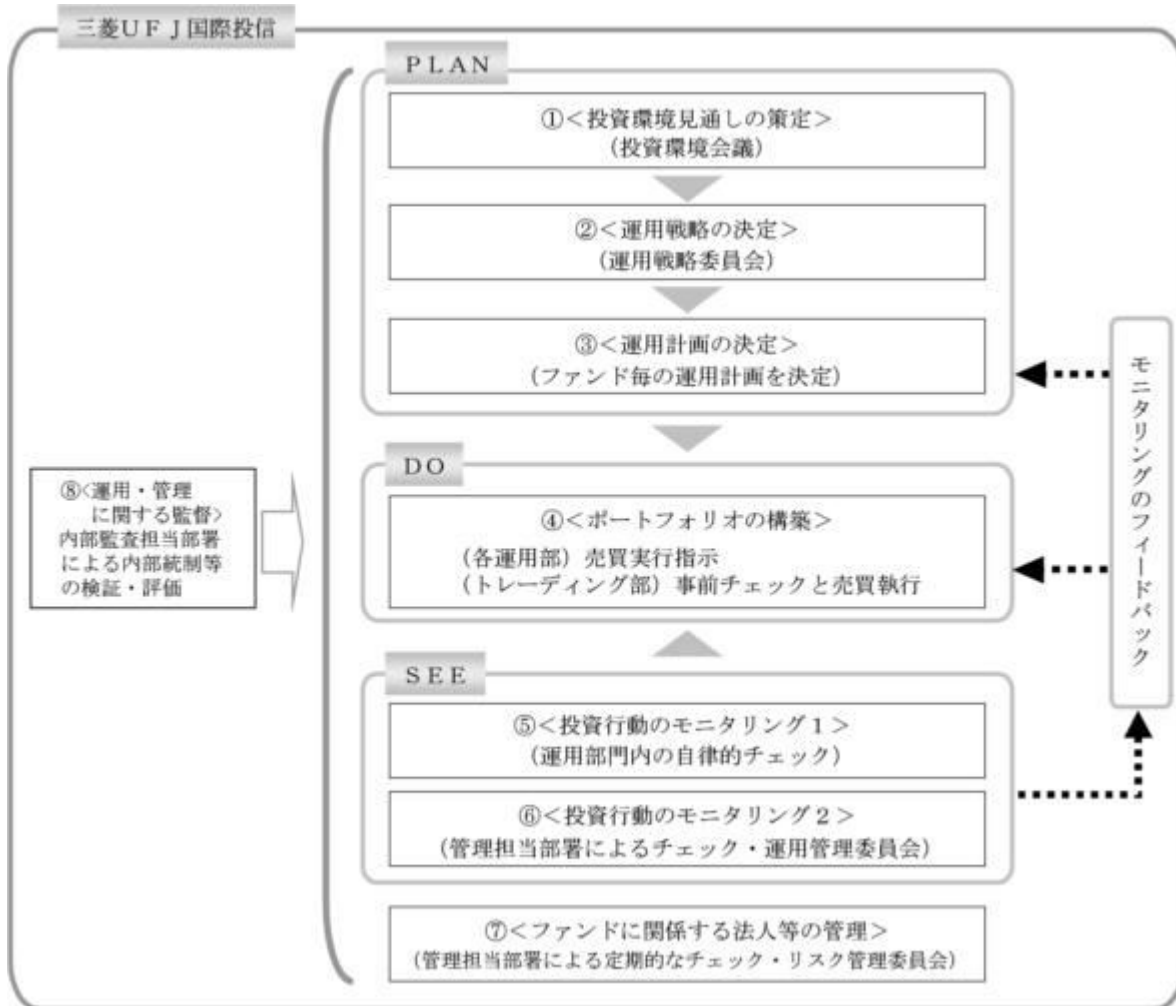 三菱ＵＦＪ国際投信
ＰＬＡＮ
①＜投資環境見通しの策定＞
（投資環境会議）
②＜運用戦略の決定＞
（運用戦略委員会）
③＜運用計画の決定＞
（ファンド毎の運用計画を決定）
ＤＯ
④＜ポートフォリオの構築＞
（各運用部）売買実行指示
（トレーディング部）事前チェックと売買執行
ＳＥＥ
⑤＜投資行動のモニタリング１＞
（運用部門内の自律的チェック）
⑥＜投資行動のモニタリング２＞
（管理担当部署によるチェック・運用管理委員会）
⑦＜ファンドに関係する法人等の管理＞
（管理担当部署による定期的なチェック・リスク管理委員会）
⑧<運用・管理
に関する監督>
内部監査担当部署
による内部統制等
の検証・評価
モニタリングのフィードバック